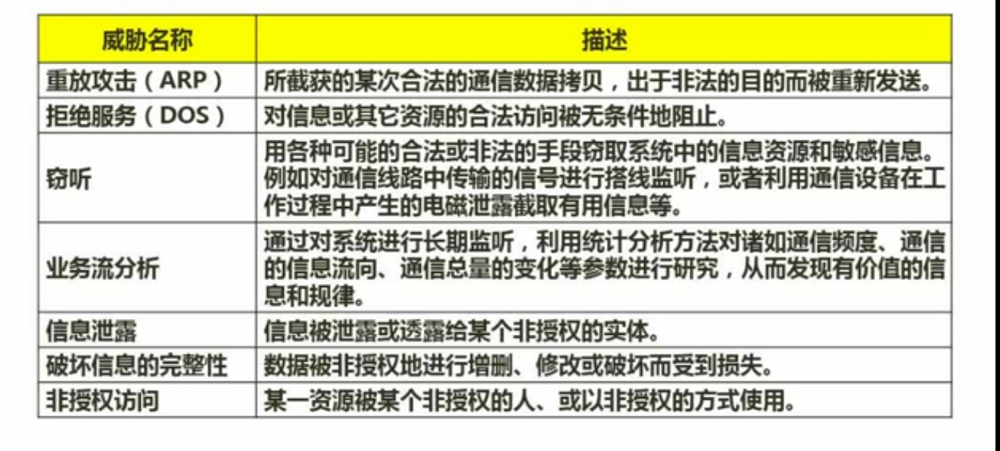 威胁名称 描述
重放攻击（ARP） 所截获的某次合法的通信数据拷贝，出于非法的目的而被重新发送。
拒绝服务（DOS） 对信息或其它资源的合法访问被无条件地阻止。
用各种可能的合法或非法的手段窃取系统中的信息资源和敏感信息。
窃听 例如对通信线路中传输的信号进行搭线监听，或者利用通信设备在工
作过程中产生的电磁泄露截取有用信息等。
通过对系统进行长期监听，利用统计分析方法对诸如通信频度、通信
业务流分析 的信息流向、通信总量的变化等参数进行研究，从而发现有价值的信
息和规律。
信息泄露 信息被泄露或透露给某个非授权的实体。
破坏信息的完整性 数据被非授权地进行增删、修改或破坏而受到损失。
非授权访问 某一资源被某个非授权的人、或以非授权的方式使用。